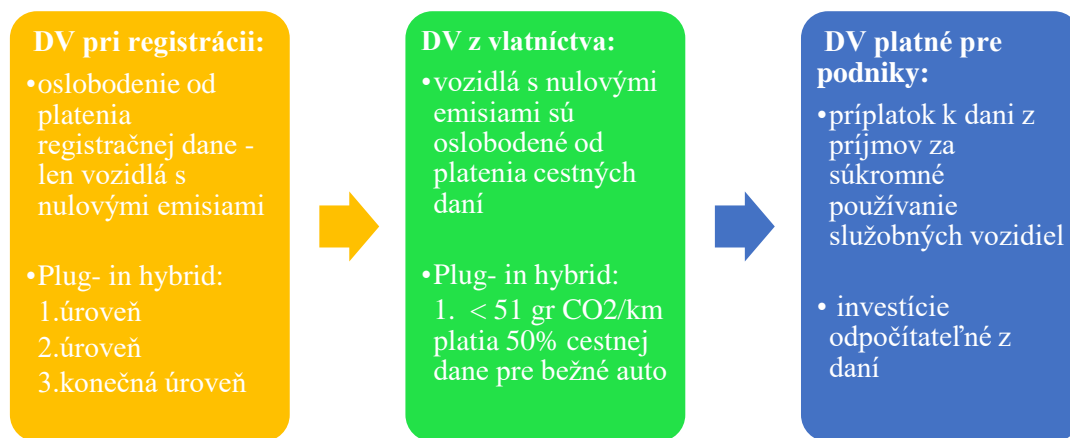 DV pri registrácii:
•oslobodenie od
platenia
registračnej dane -
len vozidlá s
nulovými emisiami
•Plug- in hybrid:
1.úroveň
2.úroveň
3.konečná úroveň
DV z vlatníctva:
•vozidlá s nulovými
emisiami sú
oslobodené od
platenia cestných
daní
•Plug- in hybrid:
1. < 51 gr CO2/km
platia 50% cestnej
dane pre bežné auto
DV platné pre
podniky:
•príplatok k dani z
príjmov za
súkromné
používanie
služobných vozidiel
• investície
odpočítateľné z
daní